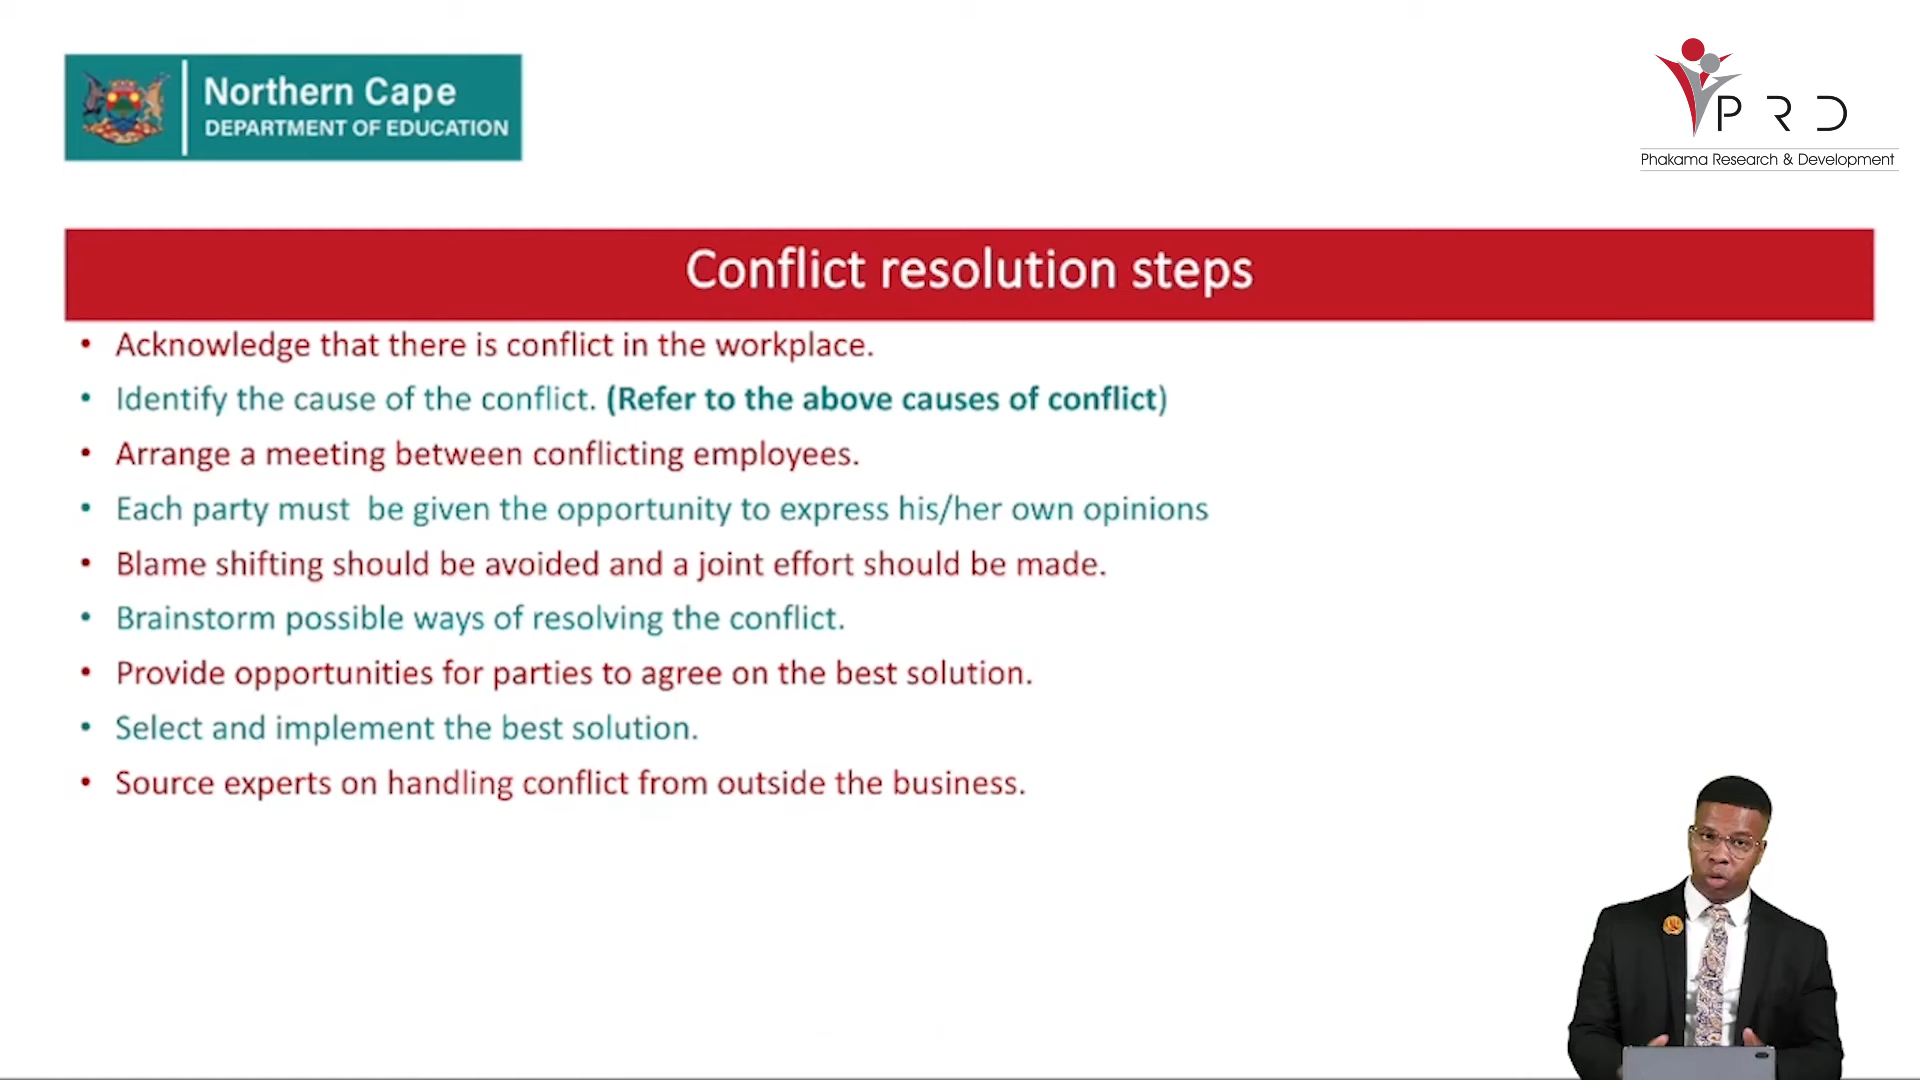 Northern Cape
DEPARTMENT OF EDUCATION
P R D
Phakama Research & Development
Conflict resolution steps
• Acknowledge that there is conflict in the workplace.
• Identify the cause of the conflict. (Refer to the above causes of conflict)
• Arrange a meeting between conflicting employees.
• Each party must  be given the opportunity to express his/her own opinions
• Blame shifting should be avoided and a joint effort should be made.
• Brainstorm possible ways of resolving the conflict.
• Provide opportunities for parties to agree on the best solution.
• Select and implement the best solution.
• Source experts on handling conflict from outside the business.